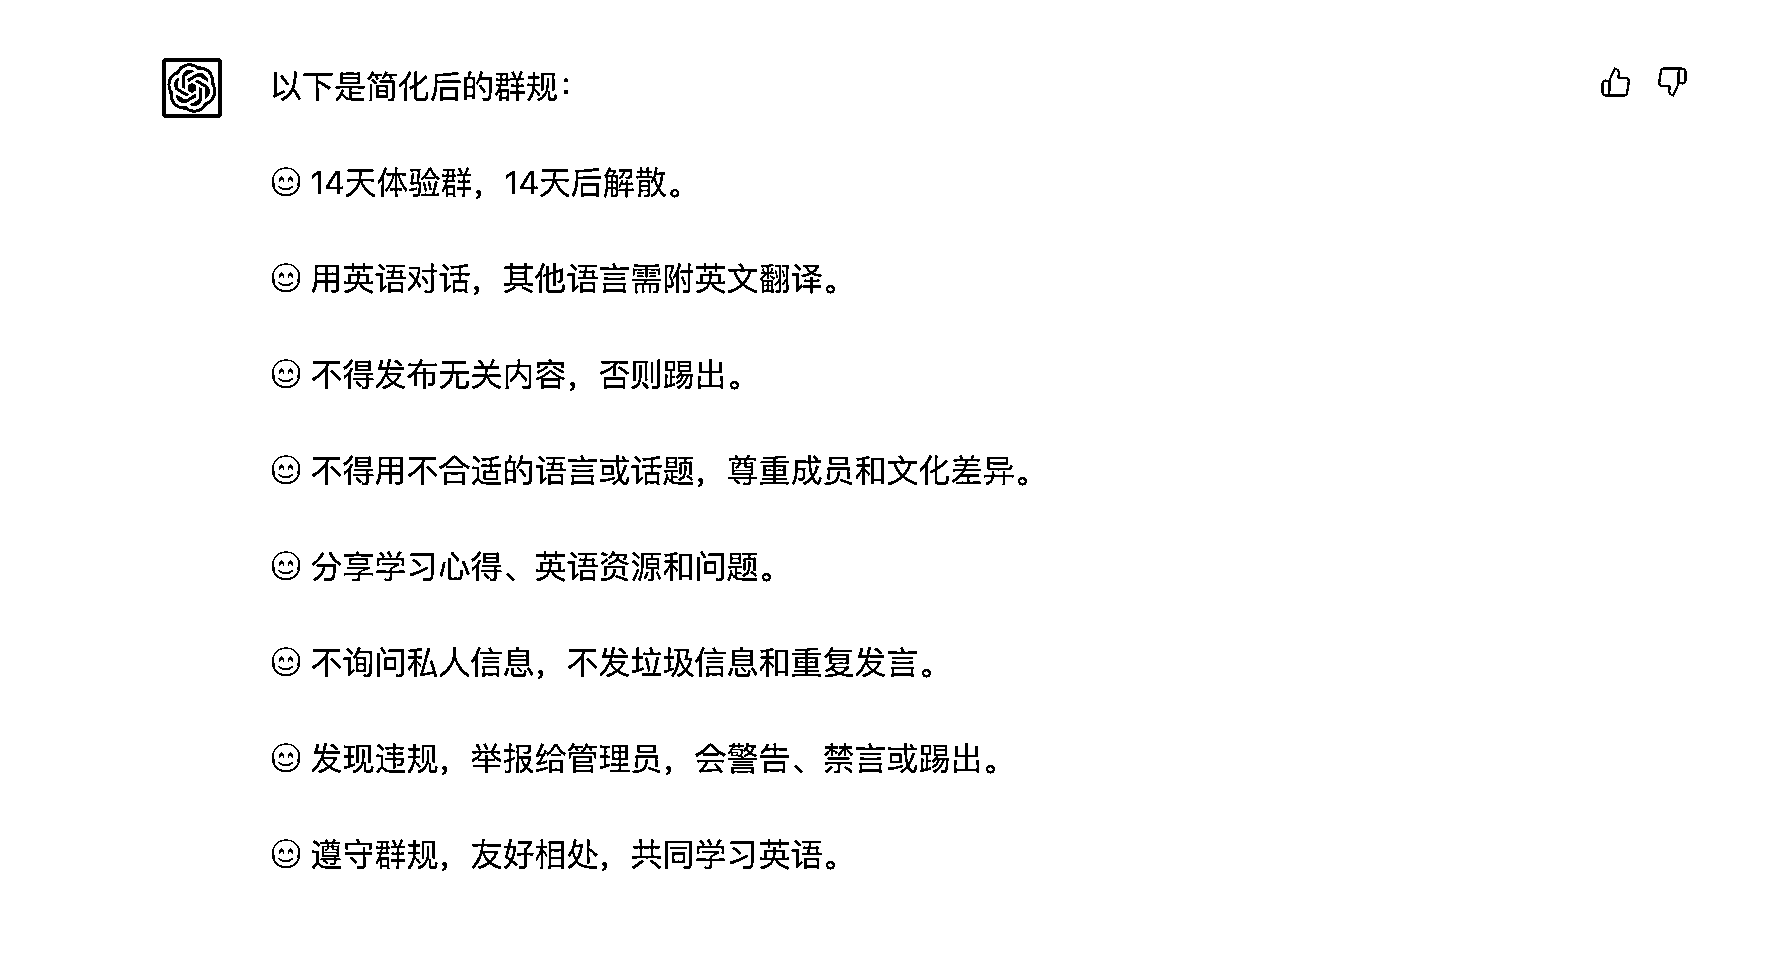 以下是简化后的群规：
😊 14天体验群，14天后解散。
😊 用英语对话，其他语言需附英文翻译。
😊 不得发布无关内容，否则踢出。
😊 不得用不合适的语言或话题，尊重成员和文化差异。
😊 分享学习心得、英语资源和问题。
😊 不询问私人信息，不发垃圾信息和重复发言。
😊 发现违规，举报给管理员，会警告、禁言或踢出。
😊 遵守群规，友好相处，共同学习英语。